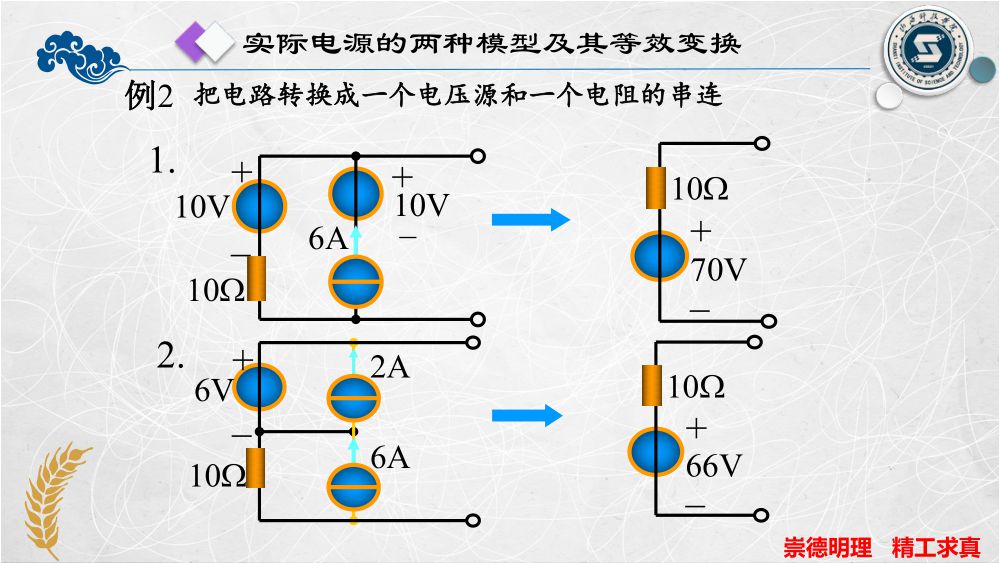 实际电源的两种模型及其等效变换
例2 把电路转换成一个电压源和一个电阻的串连
1.
+
10V
−
10Ω
+
10V
−
6A
10Ω
+
70V
−
2.
+
6V
−
10Ω
2A
6A
10Ω
+
66V
−
崇德明理 精工求真